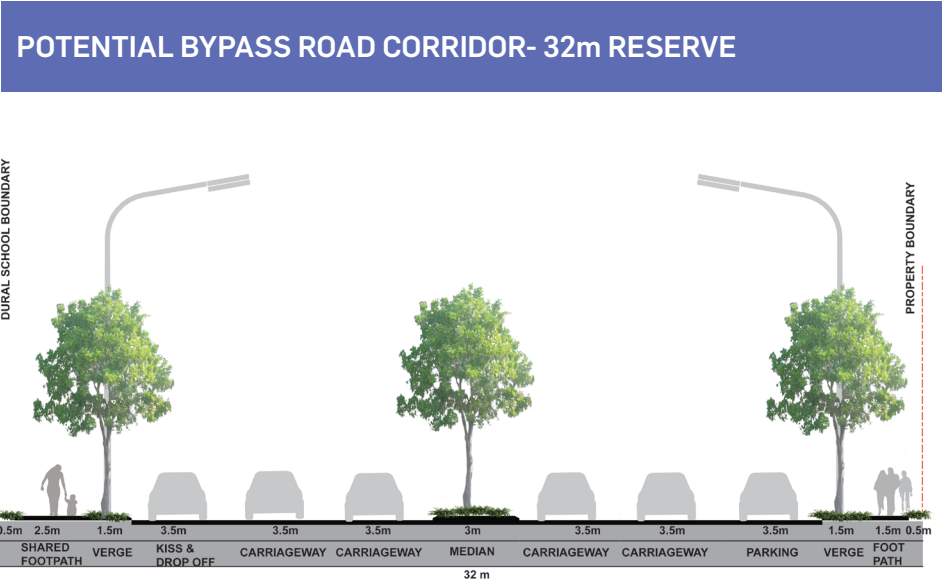 POTENTIAL BYPASS ROAD CORRIDOR- 32m RESERVE
DURAL SCHOOL BOUNDARY
PROPERTY BOUNDARY
0.5m 2.5m 1.5m 3.5m 3.5m 3.5m 3m 3.5m 3.5m 3.5m 1.5m 1.5m 0.5m
SHARED FOOTPATH VERGE KISS & DROP OFF CARRIAGEWAY CARRIAGEWAY MEDIAN CARRIAGEWAY CARRIAGEWAY PARKING VERGE FOOT PATH
32 m